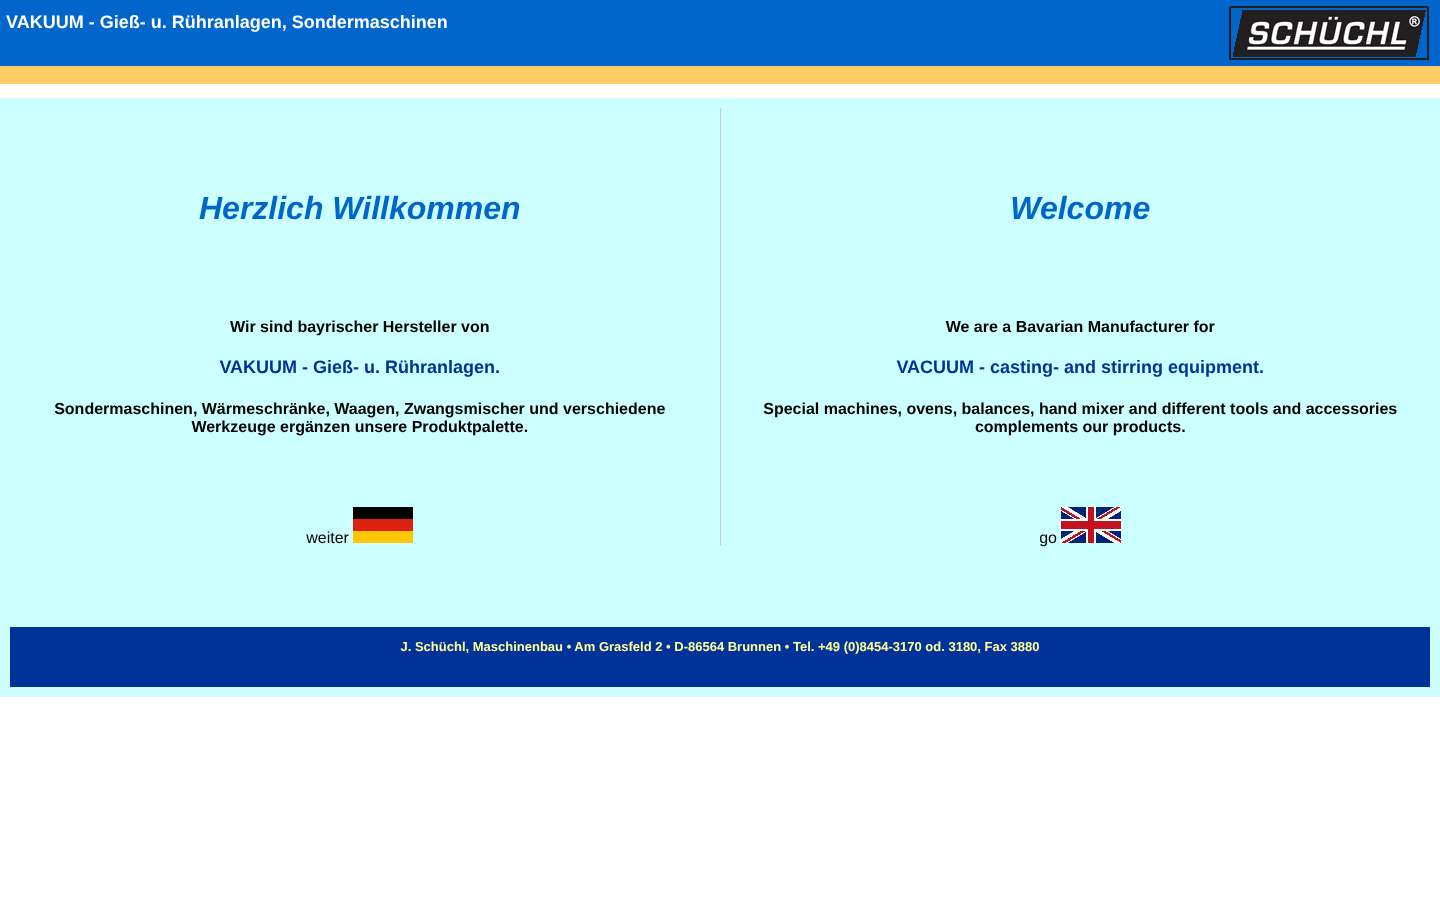 VAKUUM - Gieß- u. Rühranlagen, Sondermaschinen
SCHÜCHL®
Herzlich Willkommen
Wir sind bayrischer Hersteller von
VAKUUM - Gieß- u. Rühranlagen.
Sondermaschinen, Wärmeschränke, Waagen, Zwangsmischer und verschiedene
Werkzeuge ergänzen unsere Produktpalette.
weiter
Welcome
We are a Bavarian Manufacturer for
VACUUM - casting- and stirring equipment.
Special machines, ovens, balances, hand mixer and different tools and accessories
complements our products.
go
J. Schüchl, Maschinenbau • Am Grasfeld 2 • D-86564 Brunnen • Tel. +49 (0)8454-3170 od. 3180, Fax 3880